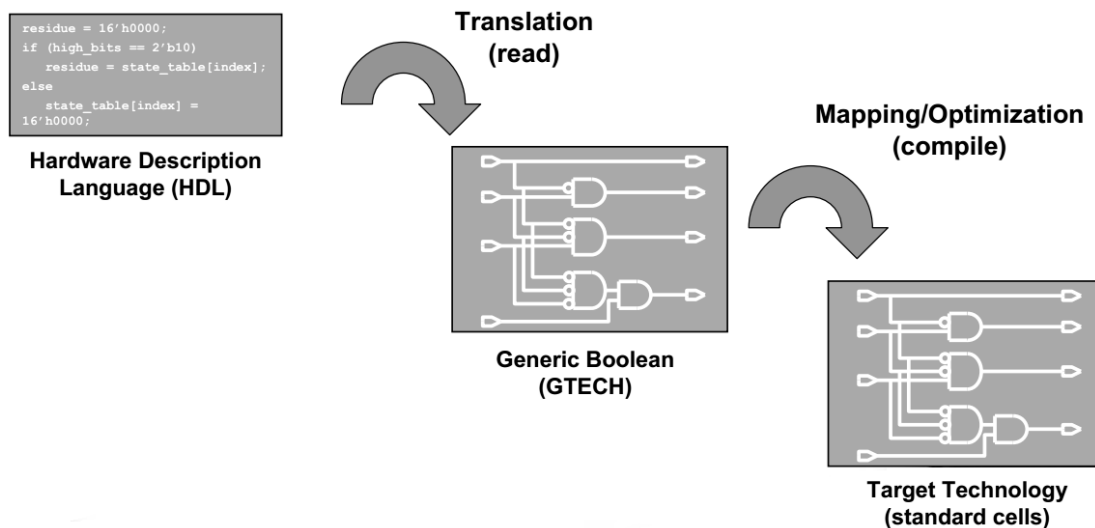 residue = 16'h0000;
if (high_bits == 2'b10)
residue = state_table[index];
else
state_table[index] =
16'h0000;
Hardware Description
Language (HDL)
Translation
(read)
Generic Boolean
(GTECH)
Mapping/Optimization
(compile)
Target Technology
(standard cells)